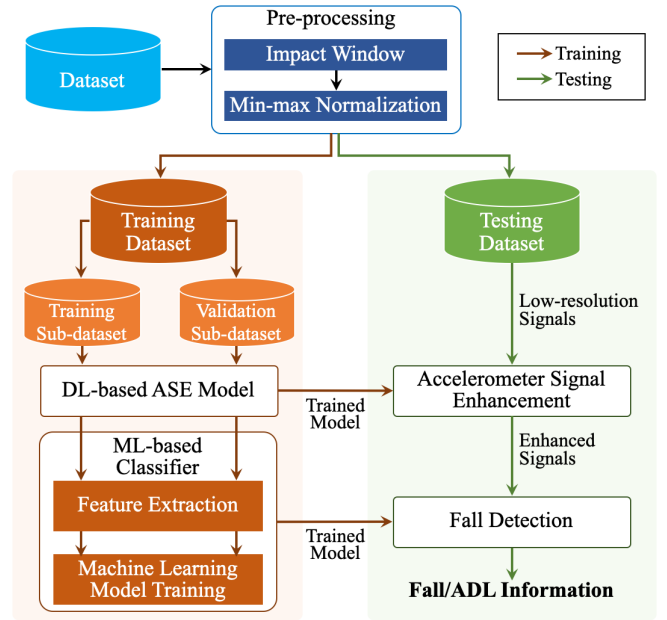 Pre-processing
Dataset
Impact Window
Min-max Normalization
Training
Testing
Training
Dataset
Testing
Dataset
Training
Sub-dataset
Validation
Sub-dataset
Low-resolution
Signals
DL-based ASE Model
Trained
Model
Accelerometer Signal
Enhancement
ML-based
Classifier
Enhanced
Signals
Feature Extraction
Trained
Model
Fall Detection
Machine Learning
Model Training
Fall/ADL Information